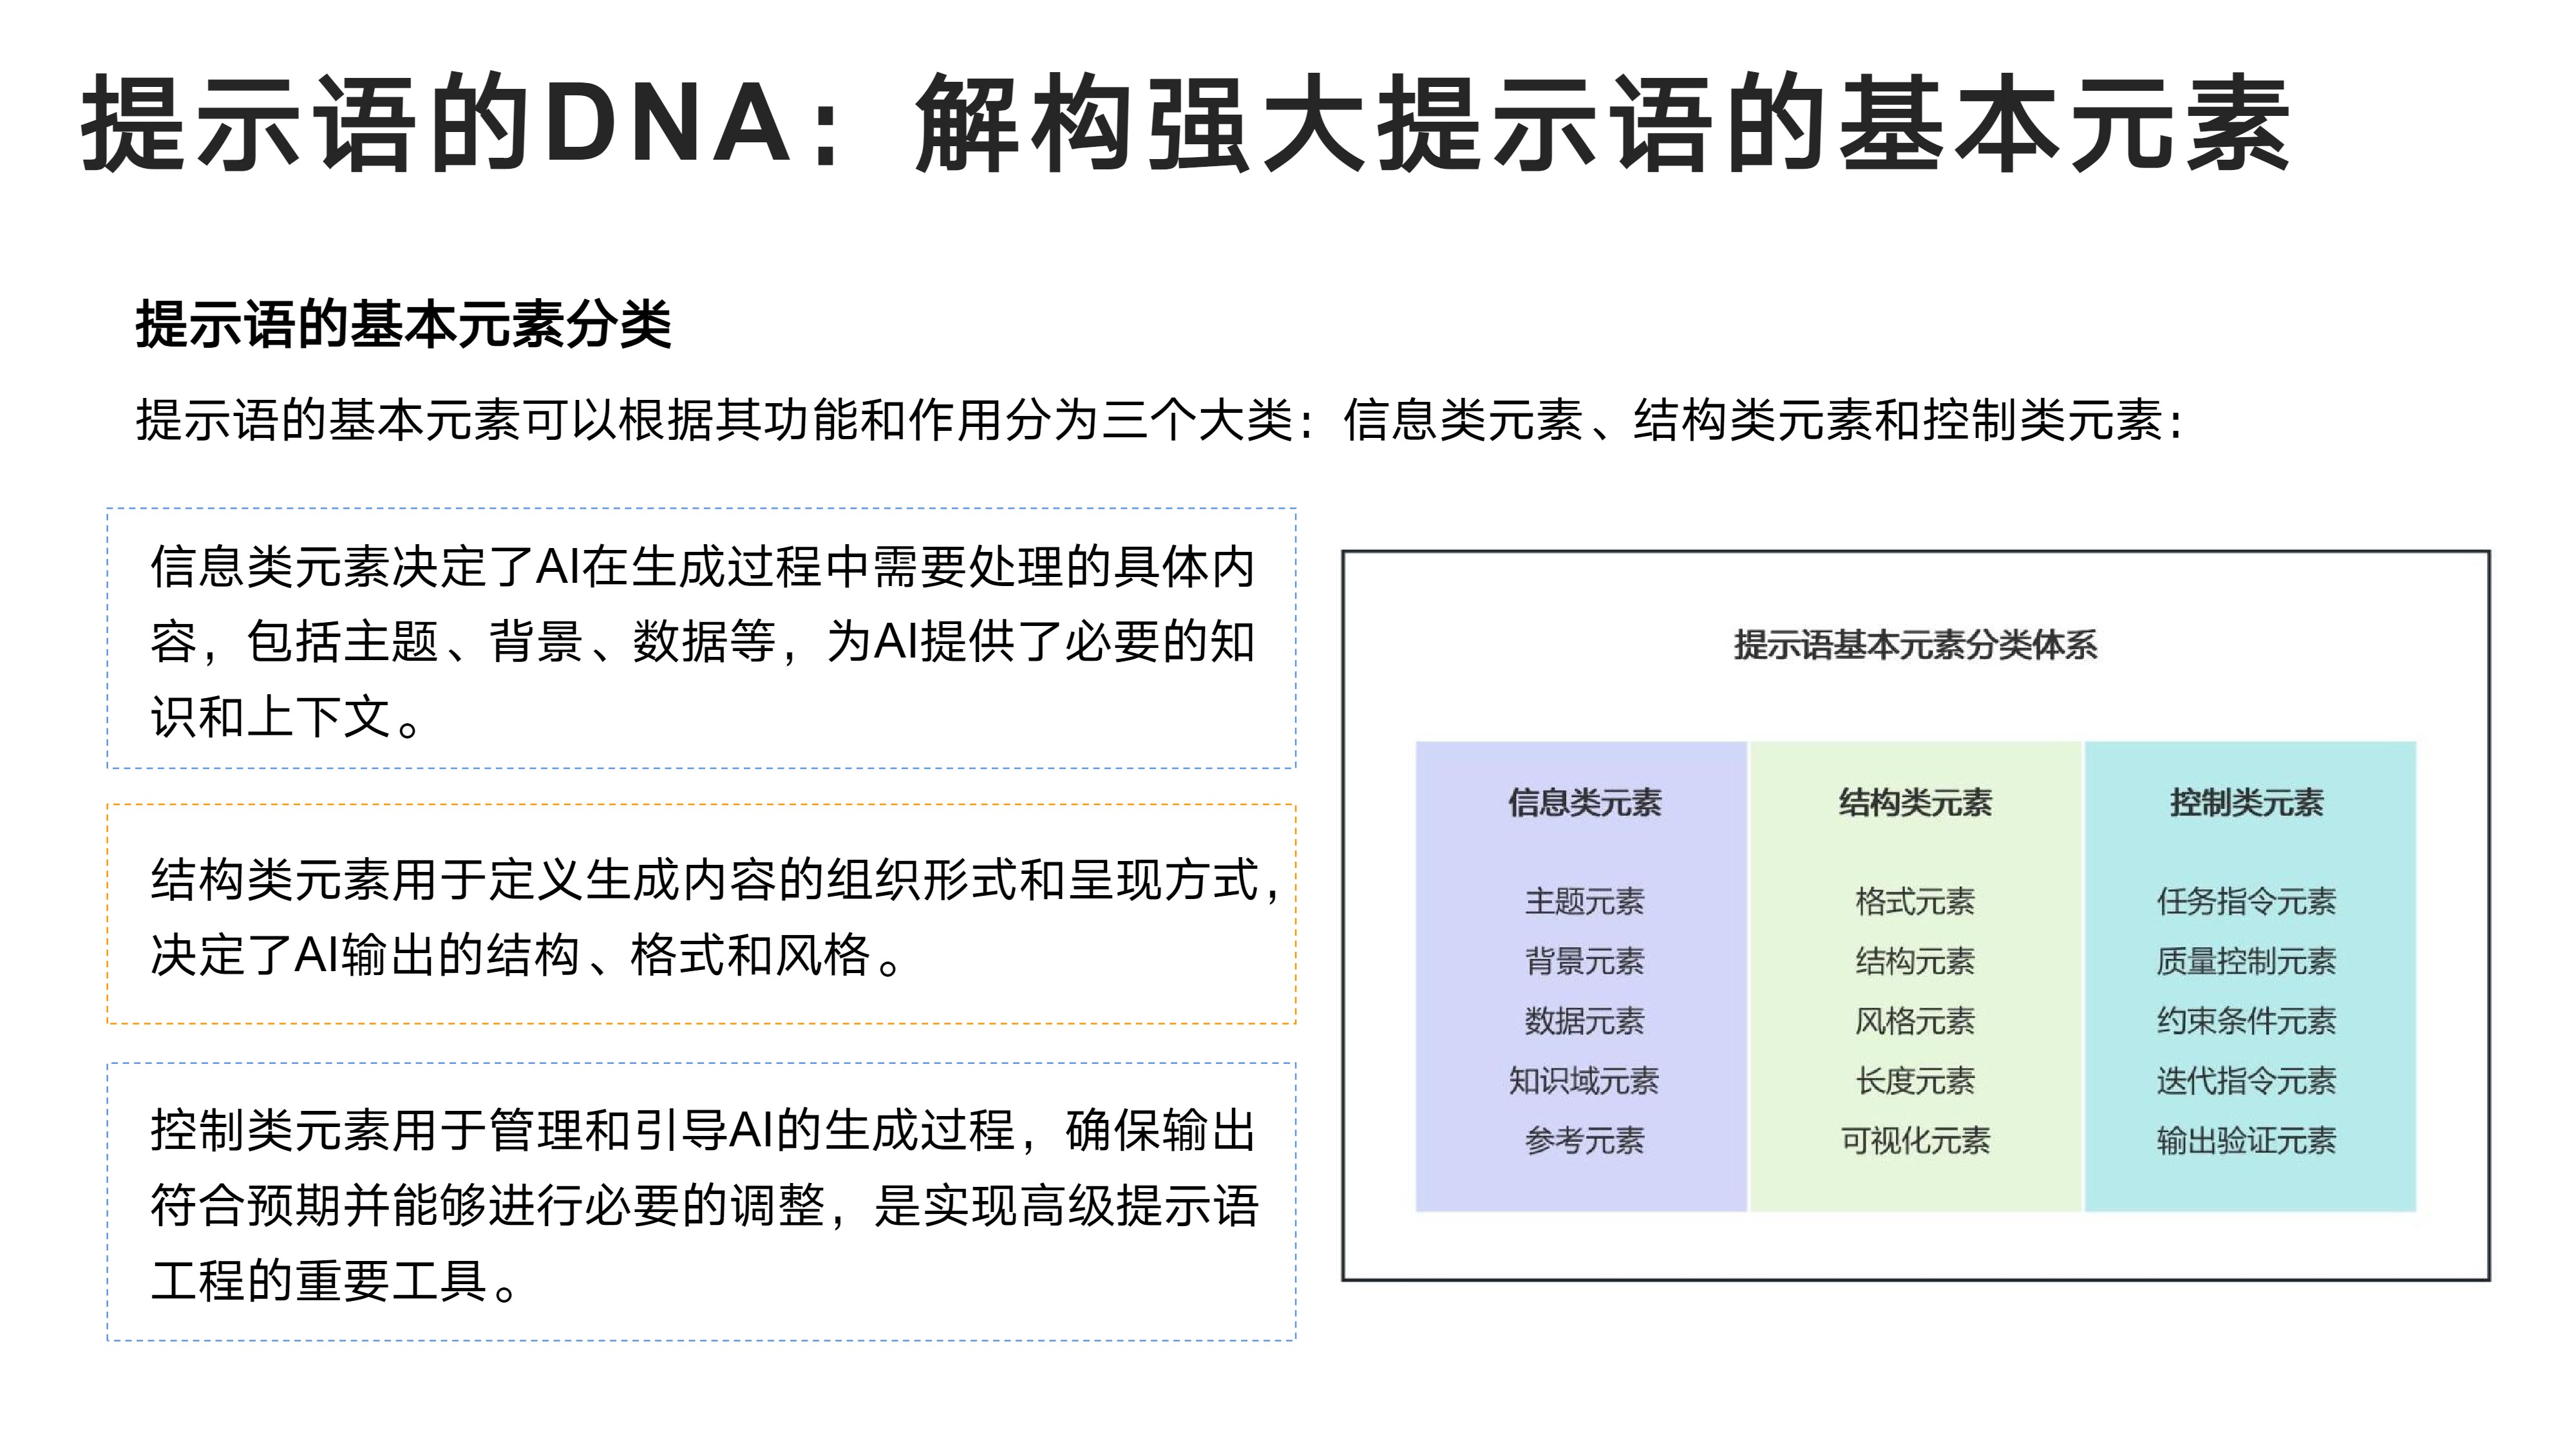 提示语的DNA：解构强大提示语的基本元素
提示语的基本元素分类
提示语的基本元素可以根据其功能和作用分为三个大类：信息类元素、结构类元素和控制类元素：
信息类元素决定了AI在生成过程中需要处理的具体内
容，包括主题、背景、数据等，为AI提供了必要的知
识和上下文。
结构类元素用于定义生成内容的组织形式和呈现方式，
决定了AI输出的结构、格式和风格。
控制类元素用于管理和引导AI的生成过程，确保输出
符合预期并能够进行必要的调整，是实现高级提示语
工程的重要工具。
提示语基本元素分类体系
信息类元素
主题元素
背景元素
数据元素
知识域元素
参考元素
结构类元素
格式元素
结构元素
风格元素
长度元素
可视化元素
控制类元素
任务指令元素
质量控制元素
约束条件元素
迭代指令元素
输出验证元素